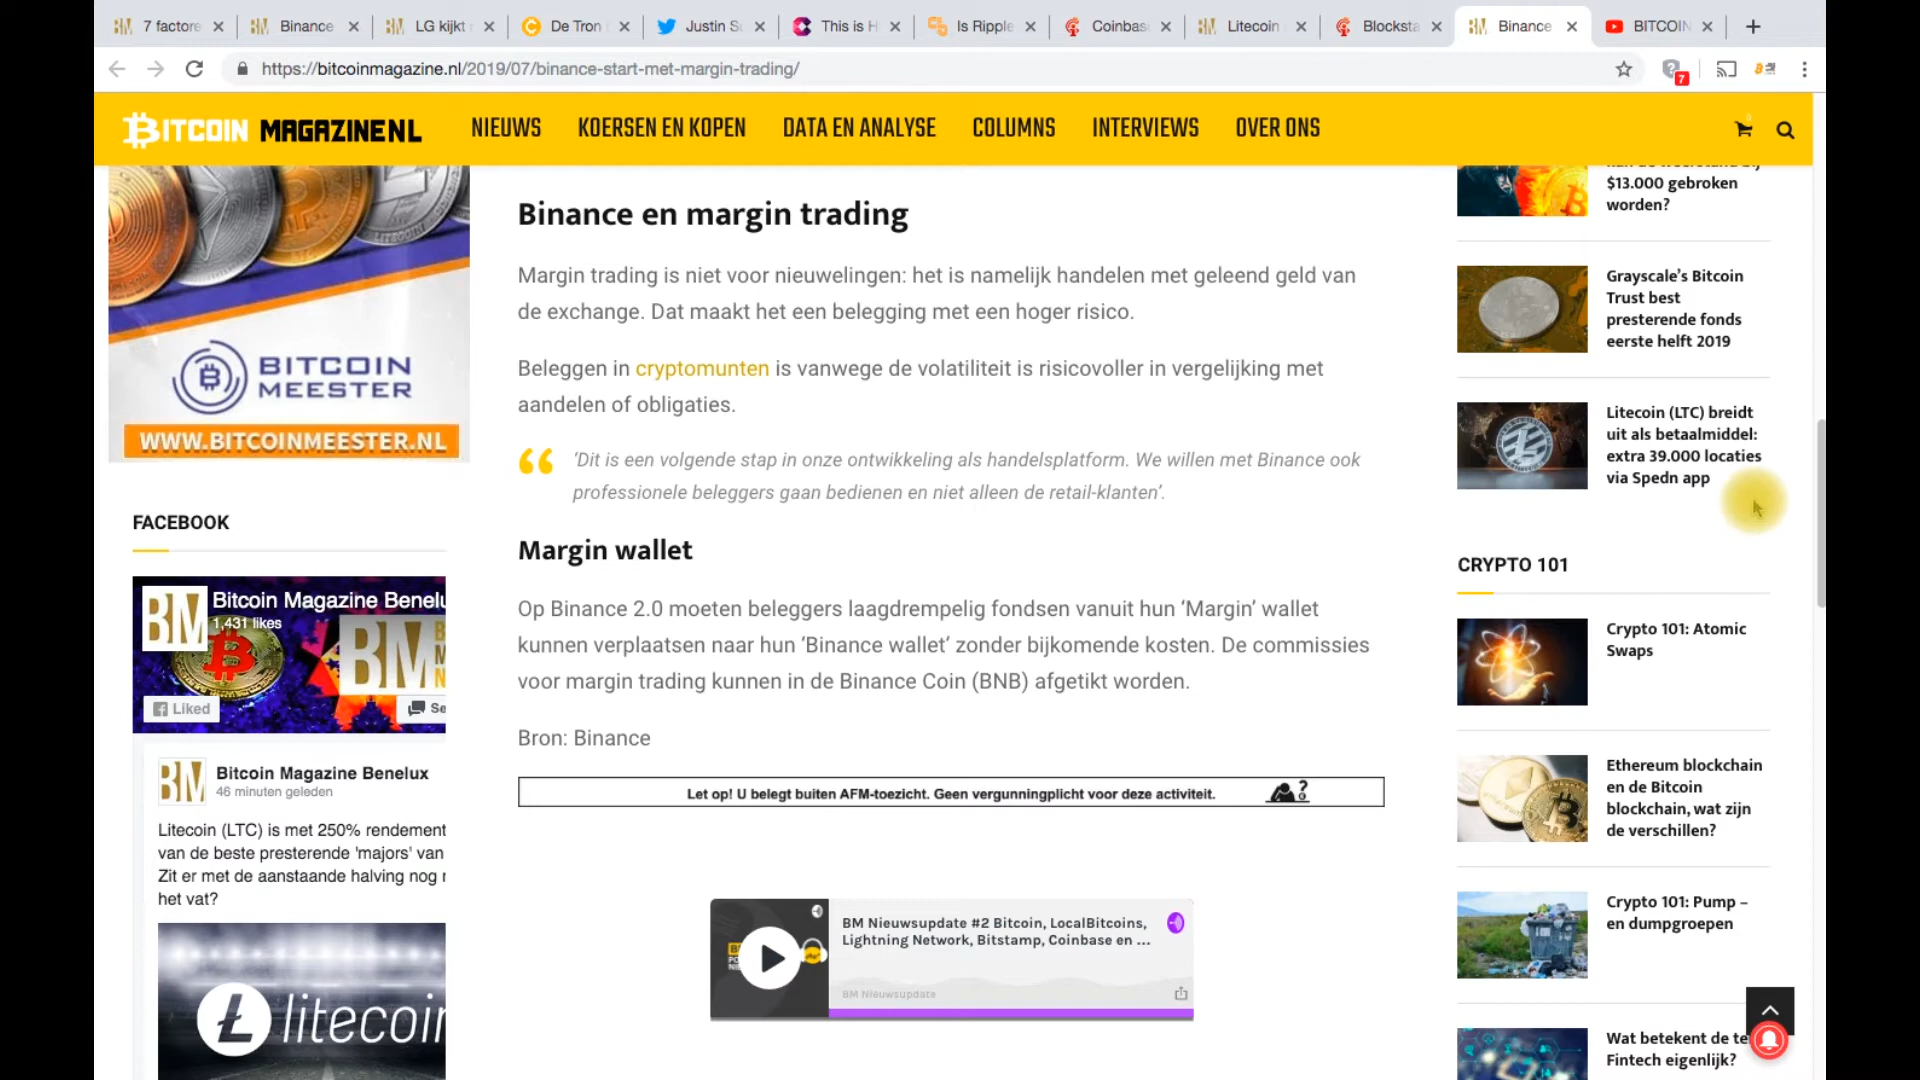 7 factore
Binance
LG kijkt
De Tron
Justin S
This is H
Is Ripple
Coinbas
Litecoin
Blocksta
Binance
BITCOIN
https://bitcoinmagazine.nl/2019/07/binance-start-met-margin-trading/
7
BITCOIN MAGAZINENL
NIEUWS
KOERSEN EN KOPEN
DATA EN ANALYSE
COLUMNS
INTERVIEWS
OVER ONS
BITCOIN
MEESTER
WWW.BITCOINMEESTER.NL
FACEBOOK
BM
Bitcoin Magazine Benelu
1,431 likes
Liked
Se
BM
Bitcoin Magazine Benelux
46 minuten geleden
Litecoin (LTC) is met 250% rendement
van de beste presterende 'majors' van
Zit er met de aanstaande halving nog
het vat?
litecoin
Binance en margin trading
Margin trading is niet voor nieuwelingen: het is namelijk handelen met geleend geld van
de exchange. Dat maakt het een belegging met een hoger risico.
Beleggen in cryptomunten is vanwege de volatiliteit is risicovoller in vergelijking met
aandelen of obligaties.
‘Dit is een volgende stap in onze ontwikkeling als handelsplatform. We willen met Binance ook
professionele beleggers gaan bedienen en niet alleen de retail-klanten’.
Margin wallet
Op Binance 2.0 moeten beleggers laagdrempelig fondsen vanuit hun ‘Margin’ wallet
kunnen verplaatsen naar hun ‘Binance wallet’ zonder bijkomende kosten. De commissies
voor margin trading kunnen in de Binance Coin (BNB) afgetikt worden.
Bron: Binance
Let op! U belegt buiten AFM-toezicht. Geen vergunningplicht voor deze activiteit.
BM Nieuwsupdate #2 Bitcoin, LocalBitcoins,
Lightning Network, Bitstamp, Coinbase en ...
BM Nieuwsupdate
$13.000 gebroken
worden?
Grayscale’s Bitcoin
Trust best
presterende fonds
eerste helft 2019
Litecoin (LTC) breidt
uit als betaalmiddel:
extra 39.000 locaties
via Spedn app
CRYPTO 101
Crypto 101: Atomic
Swaps
Ethereum blockchain
en de Bitcoin
blockchain, wat zijn
de verschillen?
Crypto 101: Pump –
en dumpgroepen
Wat betekent de te
Fintech eigenlijk?